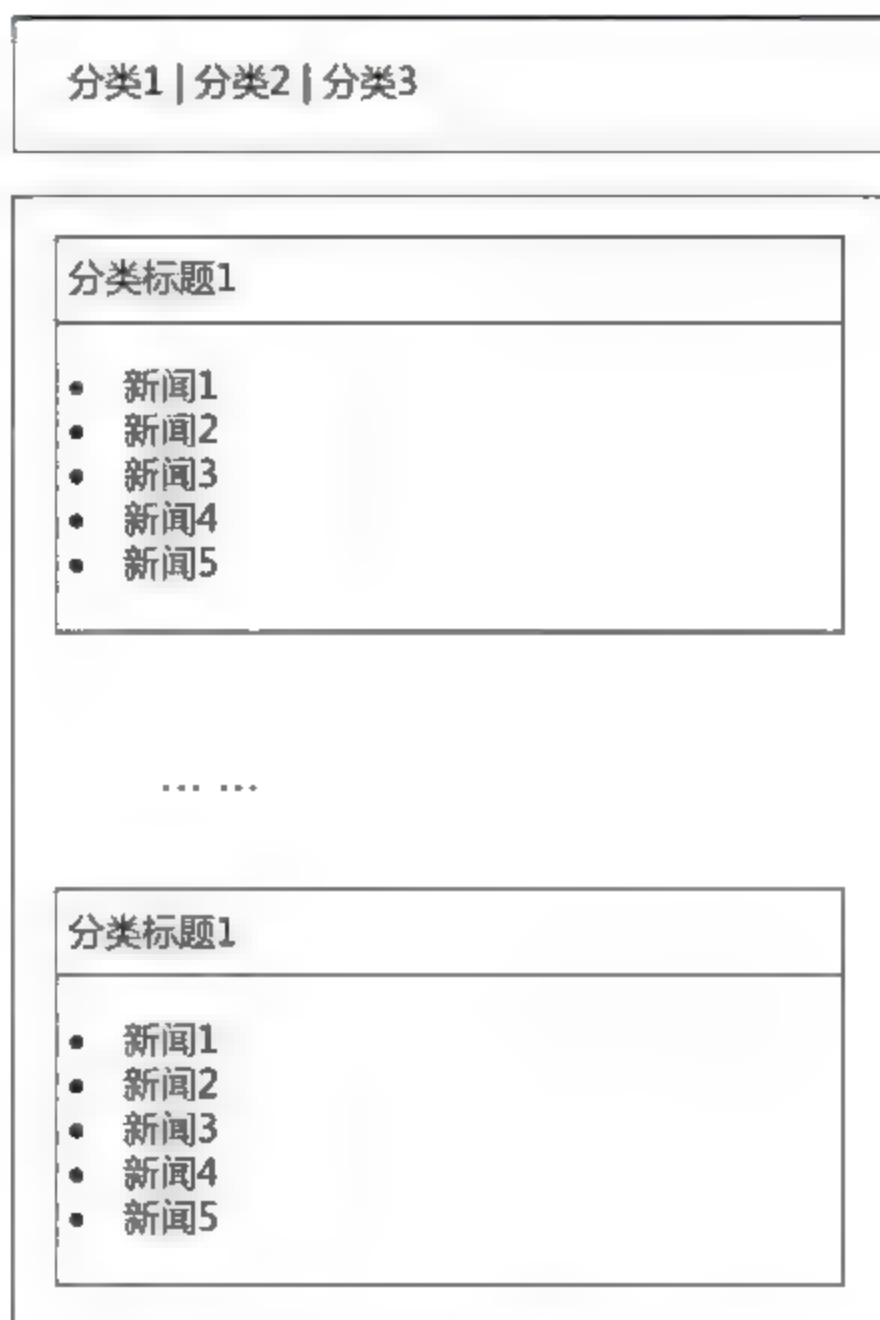 分类1 | 分类2 | 分类3
分类标题1
• 新闻1
• 新闻2
• 新闻3
• 新闻4
• 新闻5
... ...
分类标题1
• 新闻1
• 新闻2
• 新闻3
• 新闻4
• 新闻5